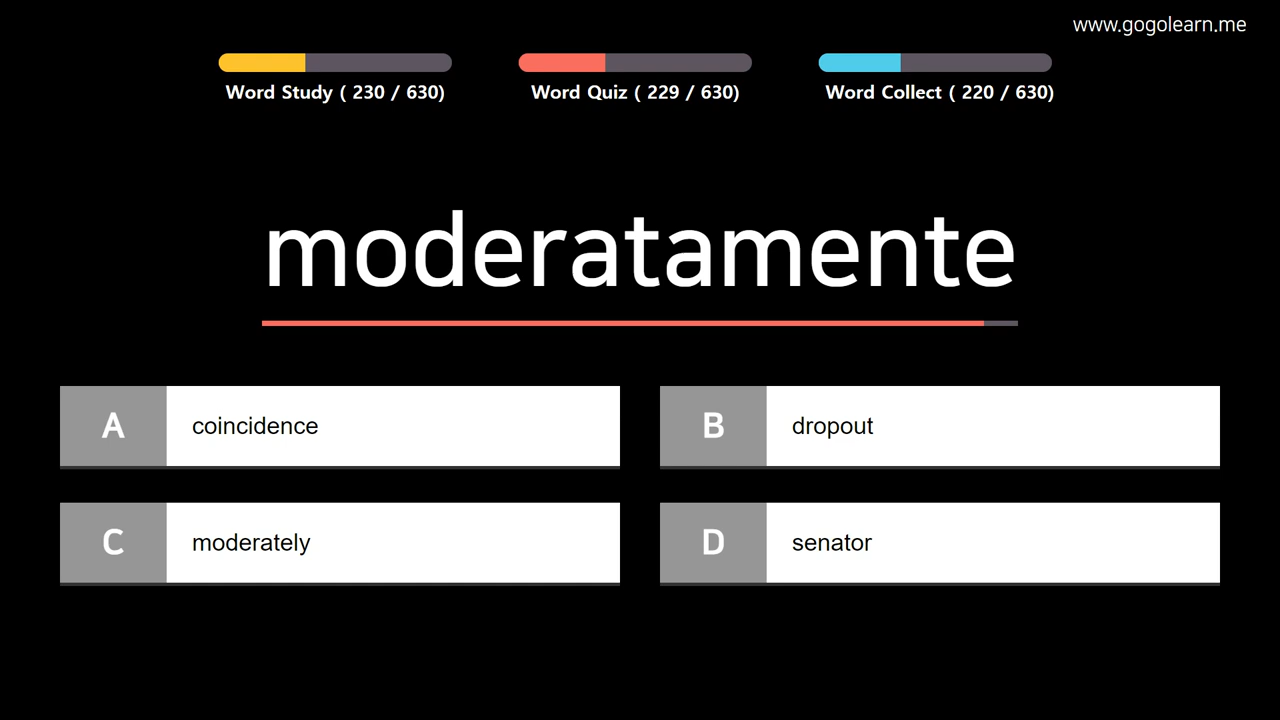 www.gogolearn.me
Word Study ( 230 / 630)
Word Quiz ( 229 / 630)
Word Collect ( 220 / 630)
moderatamente
A coincidence
B dropout
C moderately
D senator